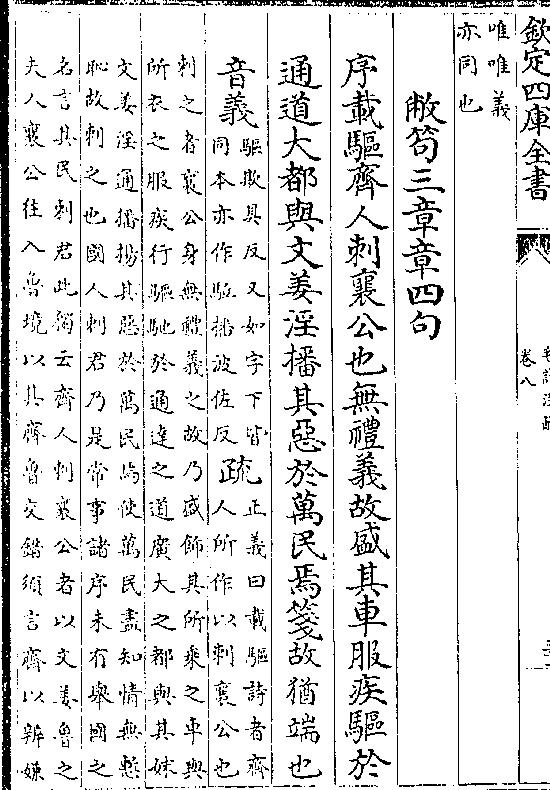 欽定四庫全書
毛詩注疏
卷八
唯唯義
亦同也
敝笱三章章四句
序載驅齊人刺襄公也無禮義故盛其車服疾驅於
通道大都與文姜淫播其惡於萬民焉箋故猶端也
音義驅欺具反又如字下皆
同本亦作駈播波佐反
疏正義曰載驅詩者齊
人所作以刺襄公也
刺之者襄公身無禮義之故乃盛飾其所乘之車與
所衣之服疾行驅馳於通達之道廣大之都與其妹
文姜淫通播揚其惡於萬民焉使萬民盡知情無慙
恥故刺之也國人刺君乃是常事諸序未有舉國之
名言其民刺君此獨云齊人刺襄公者以文姜魯之
夫人襄公往入魯境以其齊魯交錯須言齊以辨嫌